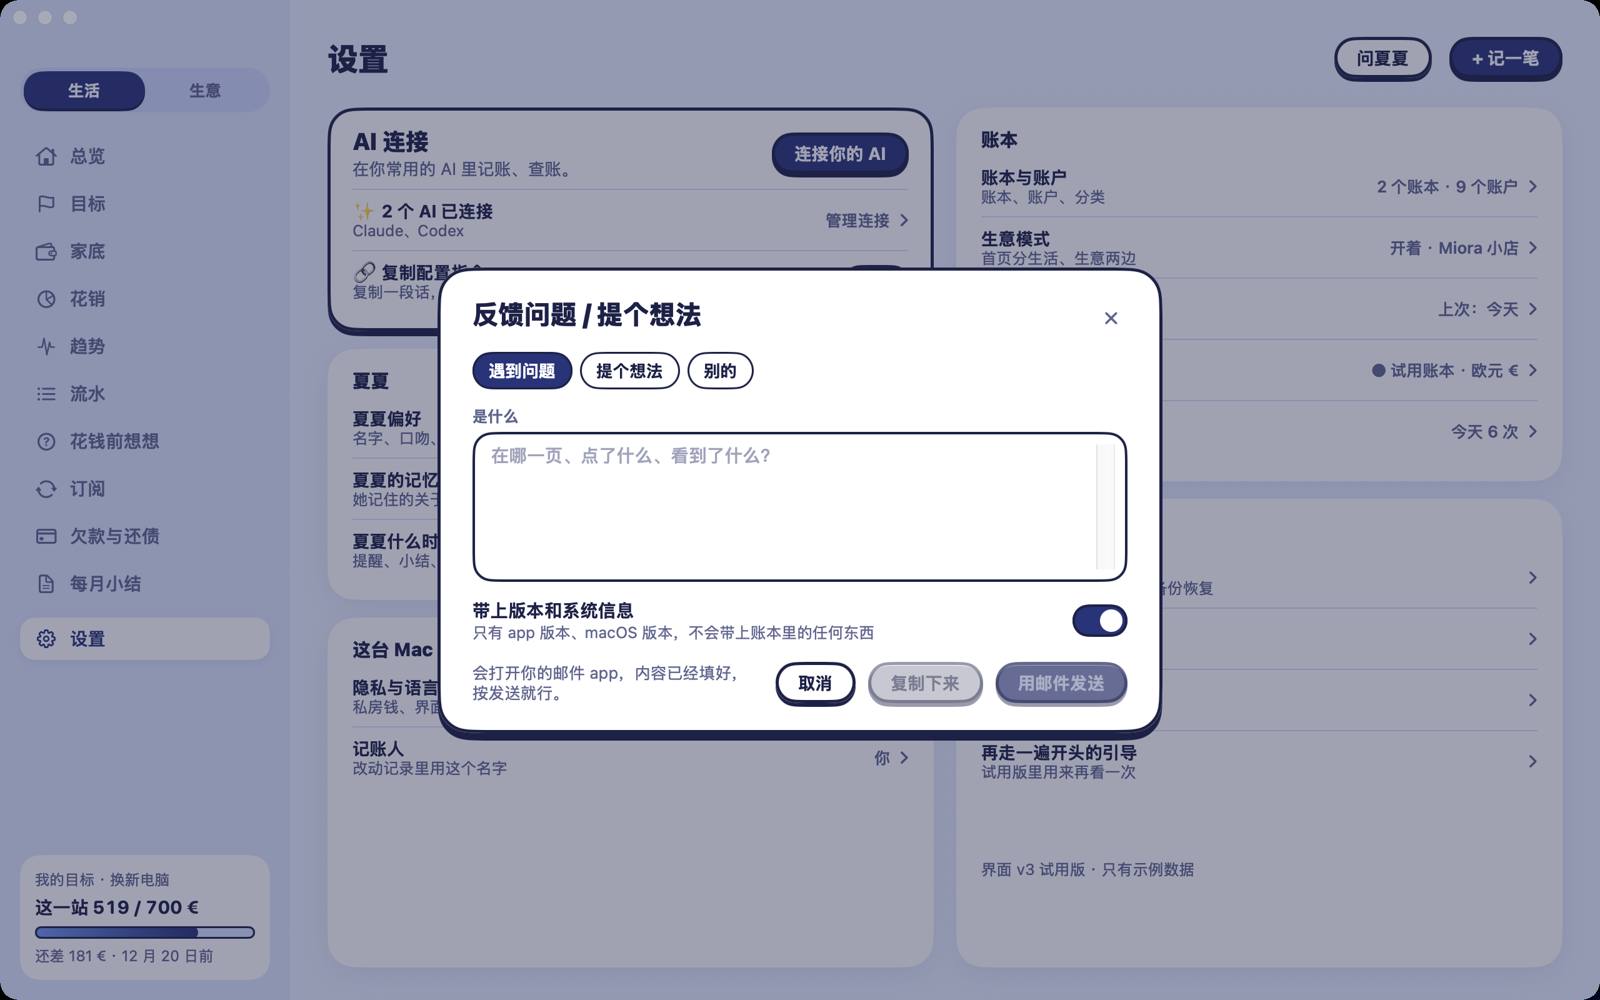 生活
生意
总览
目标
家底
花销
趋势
流水
花钱前想想
订阅
欠款与还债
每月小结
设置
我的目标 · 换新电脑
这一站 519 / 700 €
还差 181 € · 12 月 20 日前
设置
问夏夏
+ 记一笔
AI 连接
在你常用的 AI 里记账、查账。
连接你的 AI
✨ 2 个 AI 已连接
Claude、Codex
管理连接
🔗 复制配置指令
复制一段话，
夏夏
夏夏偏好
名字、口吻、
夏夏的记忆
她记住的关于
夏夏什么时
提醒、小结、
这台 Mac
隐私与语言
私房钱、界面
记账人
改动记录里用这个名字
你
账本
账本与账户
账本、账户、分类
2 个账本 · 9 个账户
生意模式
首页分生活、生意两边
开着 · Miora 小店
上次：今天
试用账本 · 欧元 €
今天 6 次
备份恢复
再走一遍开头的引导
试用版里用来再看一次
界面 v3 试用版 · 只有示例数据
反馈问题 / 提个想法
×
遇到问题
提个想法
别的
是什么
在哪一页、点了什么、看到了什么？
带上版本和系统信息
只有 app 版本、macOS 版本，不会带上账本里的任何东西
会打开你的邮件 app，内容已经填好，
按发送就行。
取消
复制下来
用邮件发送